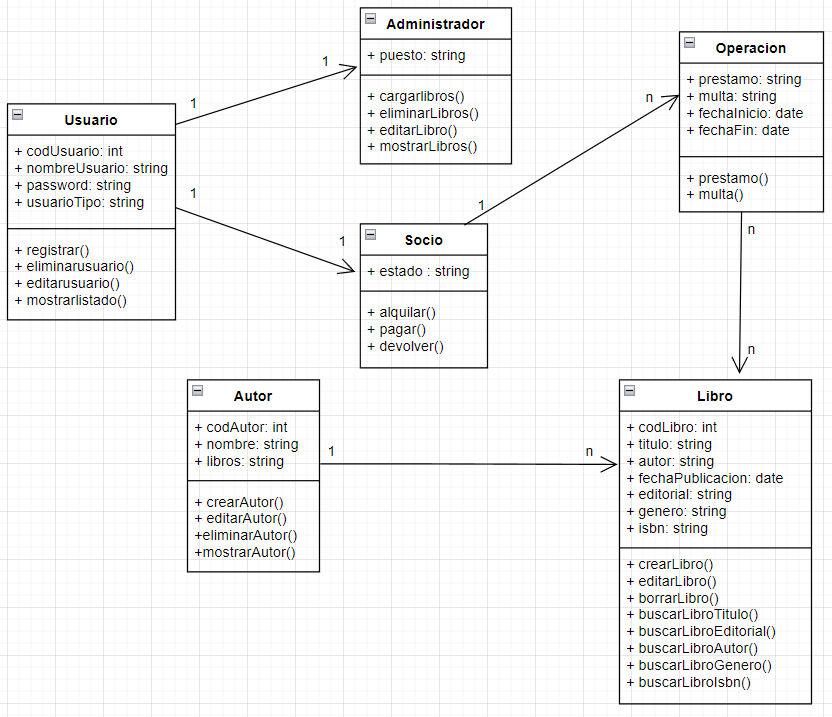 Administrador
+ puesto: string
+ cargarlibros()
+ eliminarLibros()
+ editarLibro()
+ mostrarLibros()
Operacion
+ prestamo: string
+ multa: string
+ fechaInicio: date
+ fechaFin: date
+ prestamo()
+ multa()
Usuario
+ codUsuario: int
+ nombreUsuario: string
+ password: string
+ usuarioTipo: string
+ registrar()
+ eliminarusuario()
+ editarusuario()
+ mostrarlistado()
1
1
1
1
1
n
Socio
+ estado : string
+ alquilar()
+ pagar()
+ devolver()
n
n
Autor
+ codAutor: int
+ nombre: string
+ libros: string
+ crearAutor()
+ editarAutor()
+eliminarAutor()
+mostrarAutor()
1
n
Libro
+ codLibro: int
+ titulo: string
+ autor: string
+ fechaPublicacion: date
+ editorial: string
+ genero: string
+ isbn: string
+ crearLibro()
+ editarLibro()
+ borrarLibro()
+ buscarLibroTitulo()
+ buscarLibroEditorial()
+ buscarLibroAutor()
+ buscarLibroGenero()
+ buscarLibroIsbn()